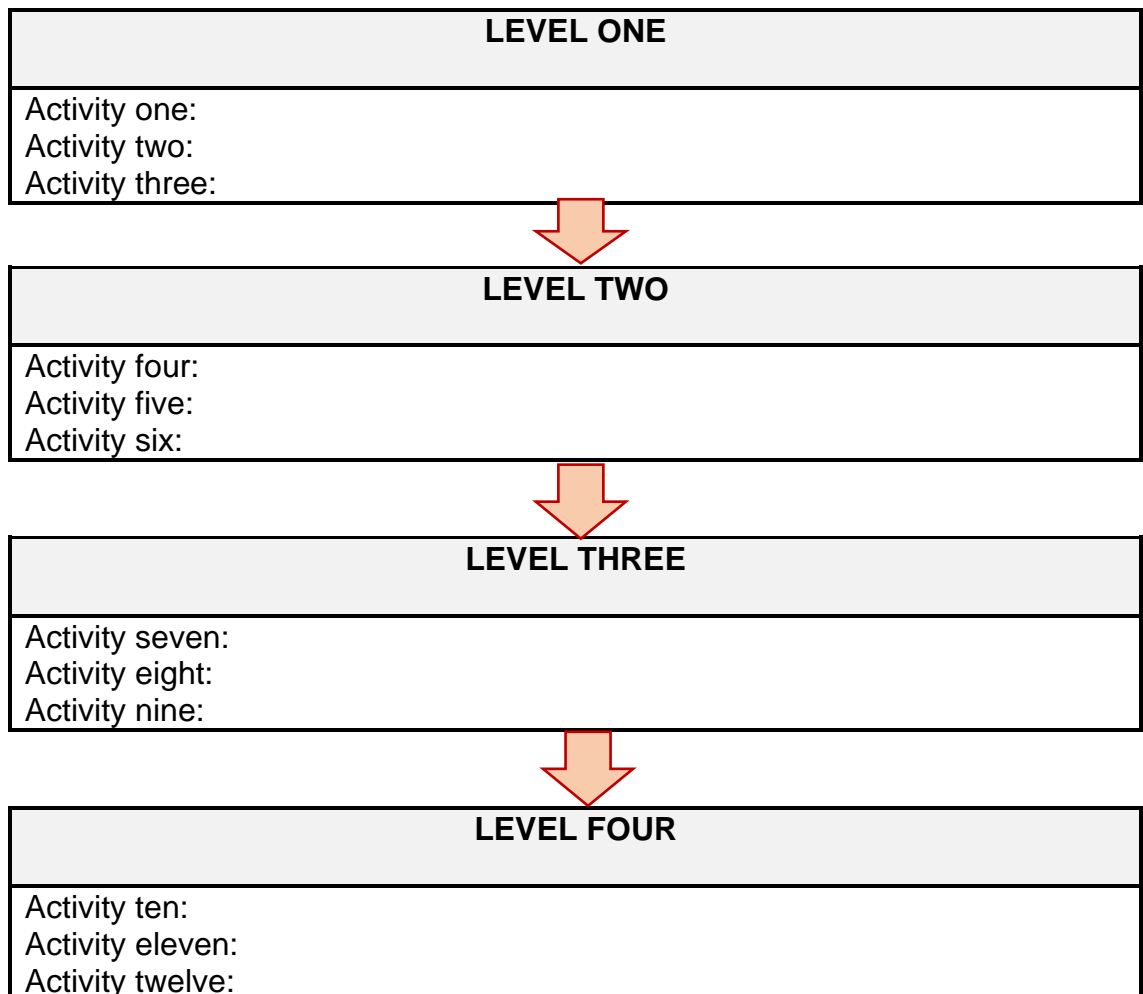 LEVEL ONE
Activity one:
Activity two:
Activity three:
LEVEL TWO
Activity four:
Activity five:
Activity six:
LEVEL THREE
Activity seven:
Activity eight:
Activity nine:
LEVEL FOUR
Activity ten:
Activity eleven:
Activity twelve: